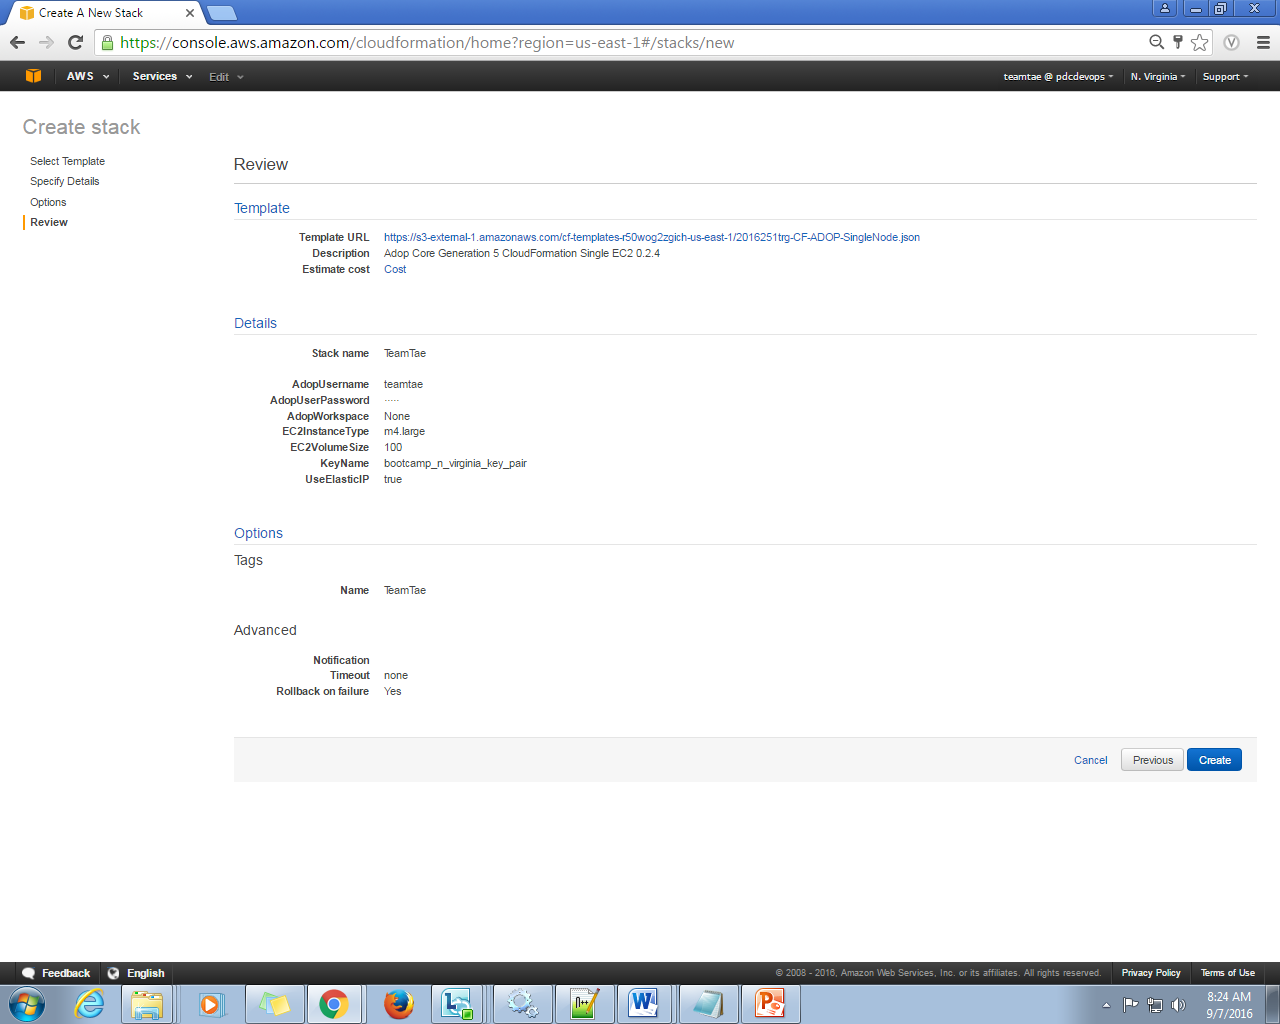 Create A New Stack
https://console.aws.amazon.com/cloudformation/home?region=us-east-1#/stacks/new
AWS Services Edit teamtae @ pdcdevops N. Virginia Support
Create stack
Select Template
Specify Details
Options
Review
Review
Template
Template URL https://s3-external-1.amazonaws.com/cf-templates-r50wog2zgich-us-east-1/2016251trg-CF-ADOP-SingleNode.json
Description Adop Core Generation 5 CloudFormation Single EC2 0.2.4
Estimate cost Cost
Details
Stack name TeamTae
AdopUsername teamtae
AdopUserPassword ·····
AdopWorkspace None
EC2InstanceType m4.large
EC2VolumeSize 100
KeyName bootcamp_n_virginia_key_pair
UseElasticIP true
Options
Tags
Name TeamTae
Advanced
Notification
Timeout none
Rollback on failure Yes
Cancel Previous Create
Feedback English © 2008 - 2016, Amazon Web Services, Inc. or its affiliates. All rights reserved. Privacy Policy Terms of Use
8:24 AM
9/7/2016